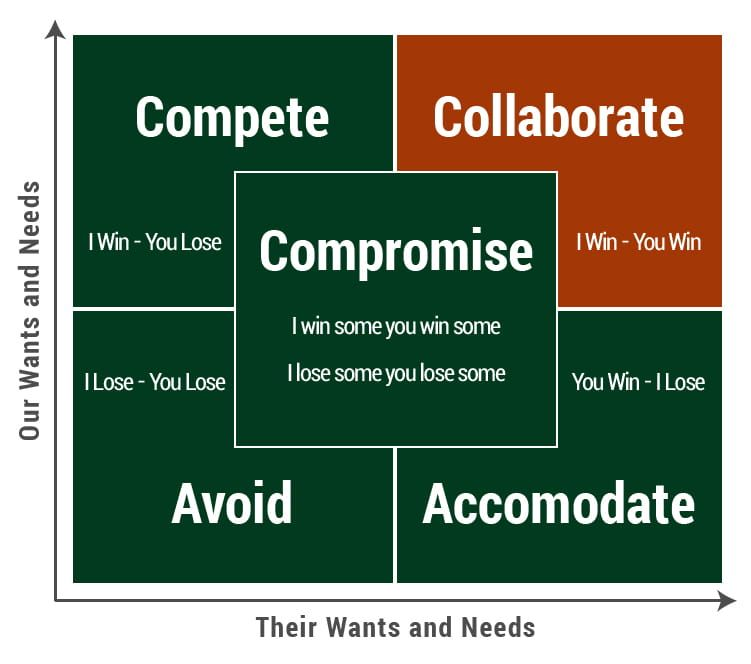 Our Wants and Needs
Compete
I Win - You Lose
Collaborate
I Win - You Win
Compromise
I win some you win some
I lose some you lose some
I Lose - You Lose
Avoid
You Win - I Lose
Accomodate
Their Wants and Needs